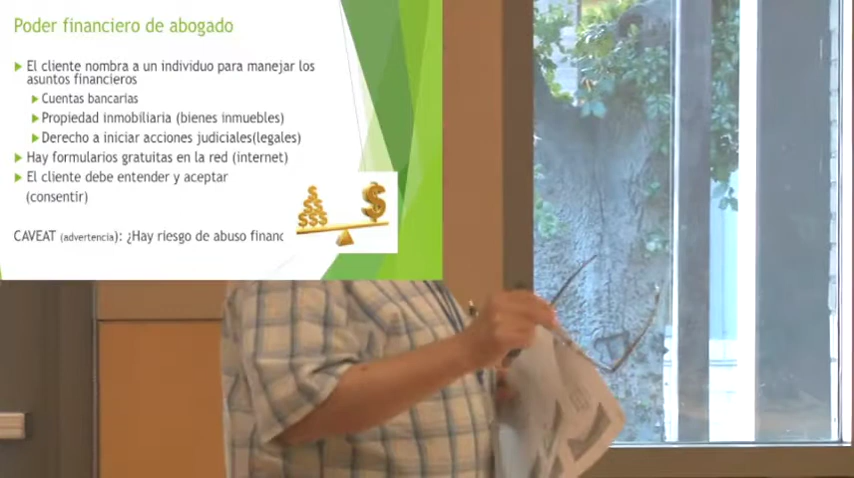 Poder financiero de abogado
El cliente nombra a un individuo para manejar los
asuntos financieros
Cuentas bancarias
Propiedad inmobiliaria (bienes inmuebles)
Derecho a iniciar acciones judiciales(legales)
Hay formularios gratuitas en la red (internet)
El cliente debe entender y aceptar
(consentir)
$
$$
$$$
$
CAVEAT (advertencia): ¿Hay riesgo de abuso financ